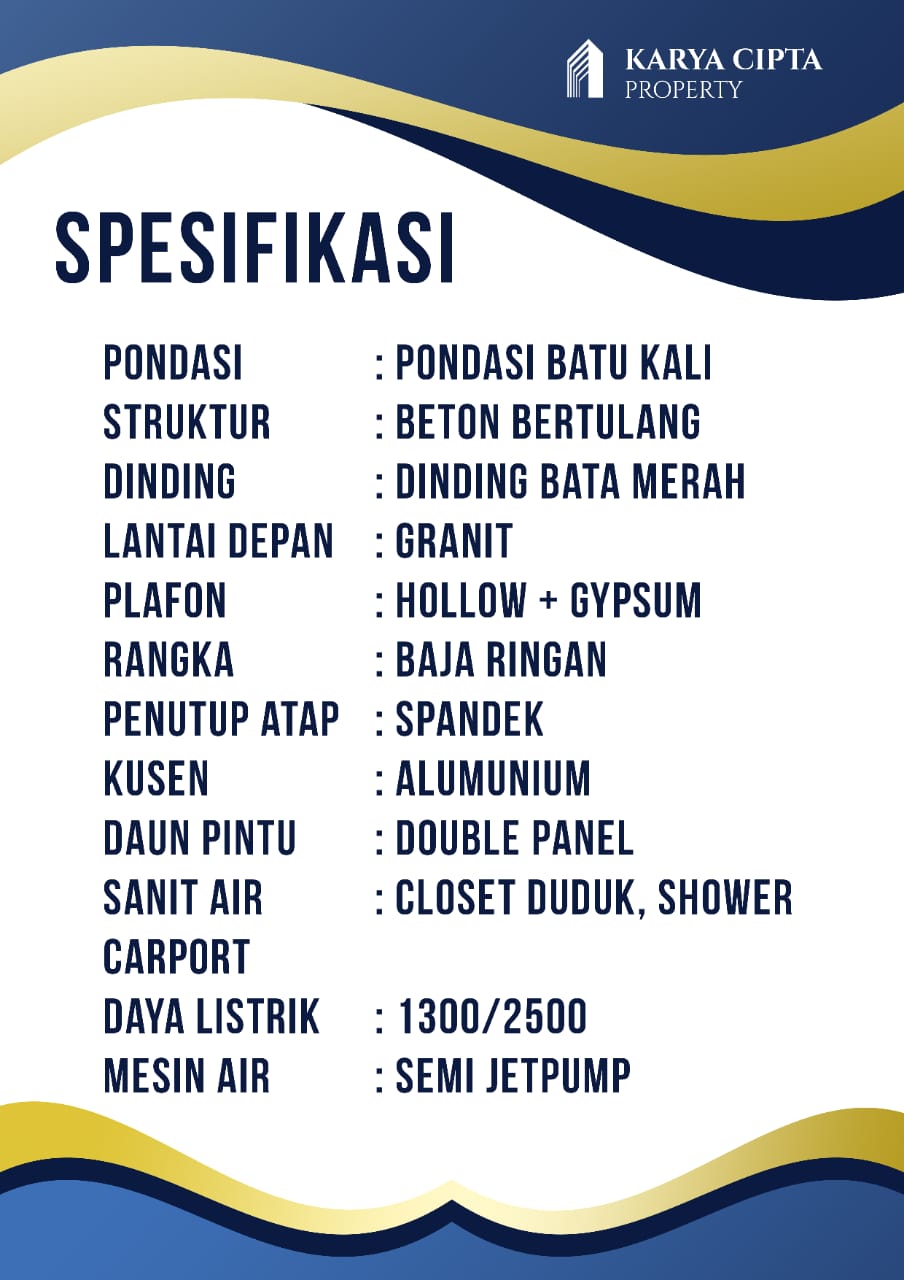 KARYA CIPTA
PROPERTY
SPESIFIKASI
PONDASI : PONDASI BATU KALI
STRUKTUR : BETON BERTULANG
DINDING : DINDING BATA MERAH
LANTAI DEPAN : GRANIT
PLAFON : HOLLOW + GYPSUM
RANGKA : BAJA RINGAN
PENUTUP ATAP : SPANDEK
KUSEN : ALUMUNIUM
DAUN PINTU : DOUBLE PANEL
SANIT AIR : CLOSET DUDUK, SHOWER
CARPORT
DAYA LISTRIK : 1300/2500
MESIN AIR : SEMI JETPUMP